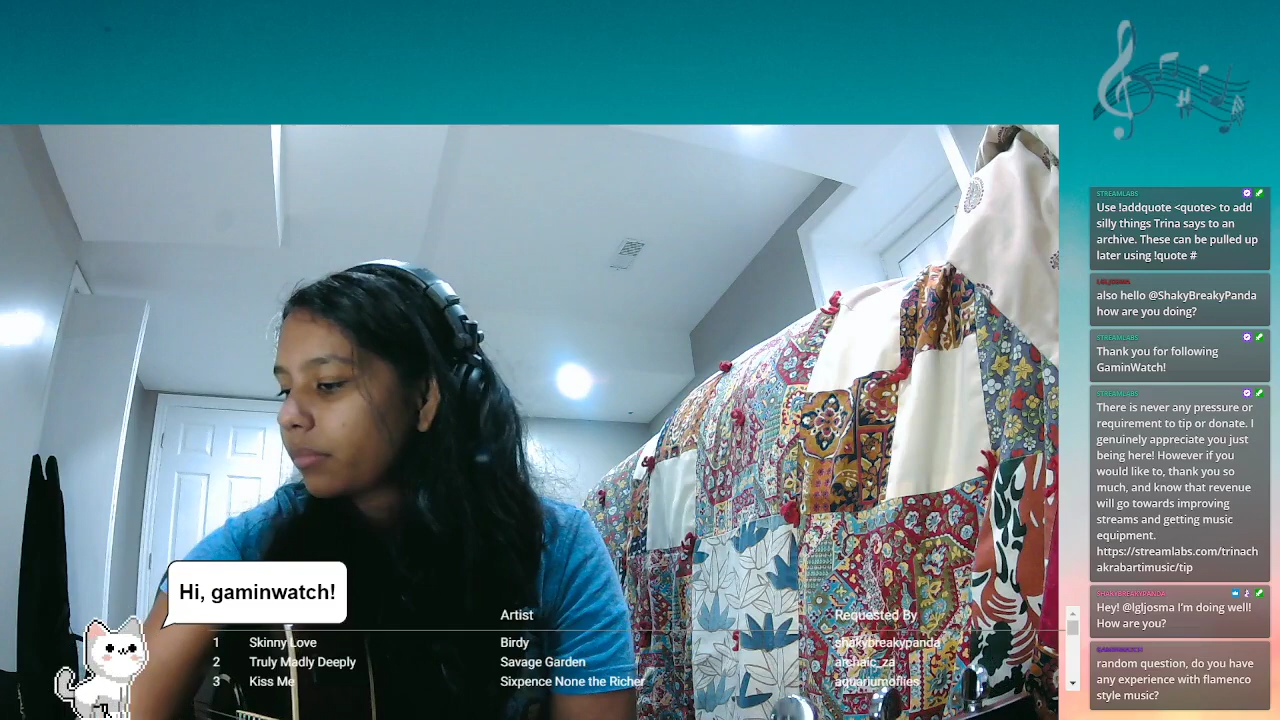 STREAMLABS
Use !addquote <quote> to add
silly things Trina says to an
archive. These can be pulled up
later using !quote #
LGLJOSMA
also hello @ShakyBreakyPanda
how are you doing?
STREAMLABS
Thank you for following
GaminWatch!
STREAMLABS
There is never any pressure or
requirement to tip or donate. I
genuinely appreciate you just
being here! However if you
would like to, thank you so
much, and know that revenue
will go towards improving
streams and getting music
equipment.
https://streamlabs.com/trinach
akrabartimusic/tip
SHAKYBREAKYPANDA
Hey! @lgljosma I'm doing well!
How are you?
GAMINWATCH
random question, do you have
any experience with flamenco
style music?
Hi, gaminwatch!
Artist Requested By
1 Skinny Love Birdy shakybreakypanda
2 Truly Madly Deeply Savage Garden archaic_za
3 Kiss Me Sixpence None the Richer aquariumoflies